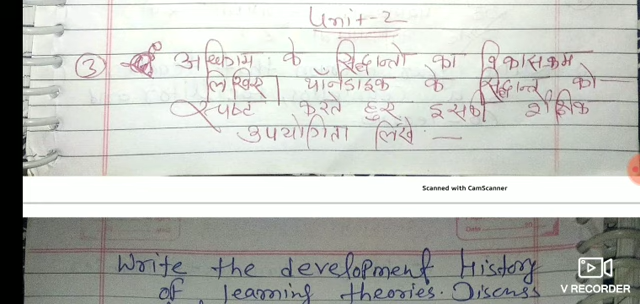 Unit-2
③ अधिगम के सिद्धान्तो का विकासक्रम
लिखिए थॉर्नडाइक के सिद्धान्त को
स्पष्ट करते हुए इसकी शैक्षिक
उपयोगिता लिखे —
Scanned with CamScanner
Write the development History
of learning theories. Discuss
V RECORDER